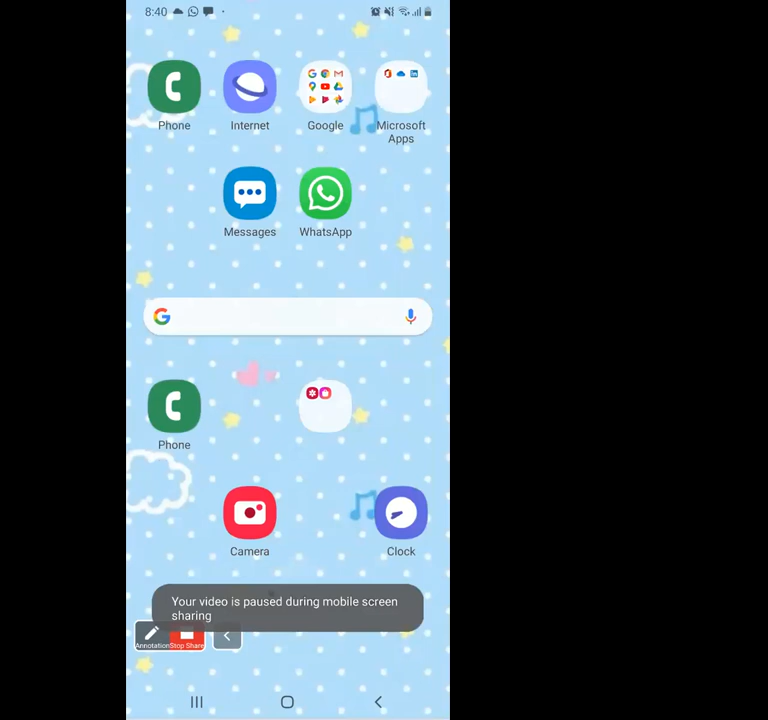 8:40
Phone
Internet
Google
Microsoft
Apps
Messages
WhatsApp
Phone
Camera
Clock
Your video is paused during mobile screen
sharing
Annotation Stop Share